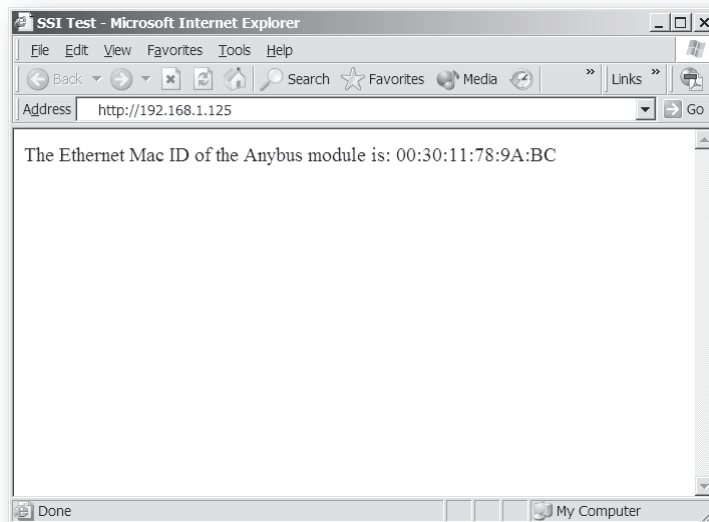 SSI Test - Microsoft Internet Explorer
File Edit View Favorites Tools Help
Back Search Favorites Media » Links »
Address http://192.168.1.125 Go
The Ethernet Mac ID of the Anybus module is: 00:30:11:78:9A:BC
Done My Computer